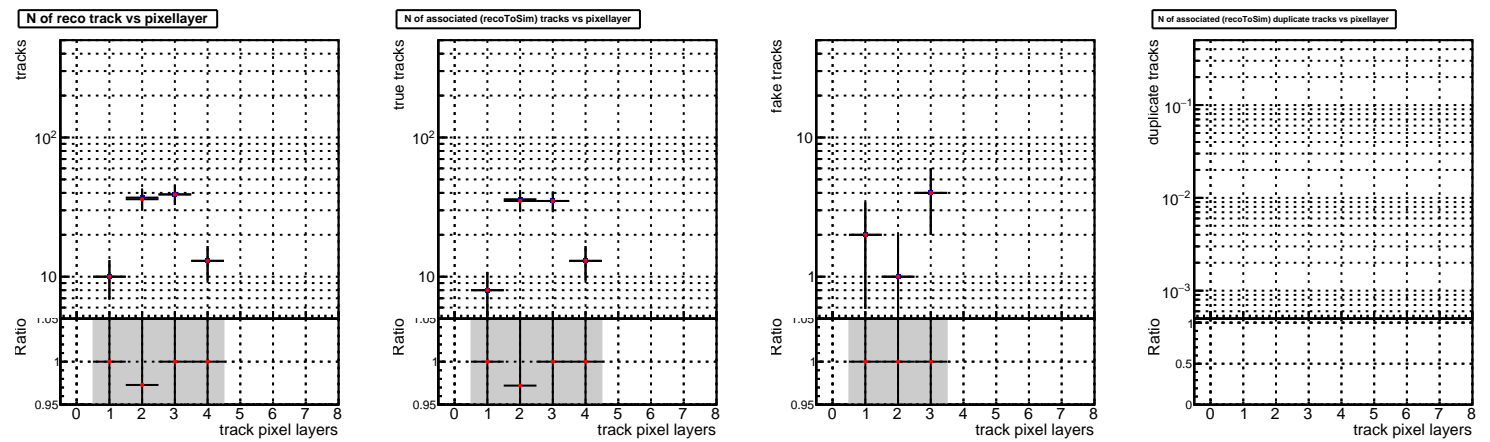 N of reco track vs pixellayer
tracks
10²
10
Ratio
1.05
1
0.95
0 1 2 3 4 5 6 7 8
track pixel layers
N of associated (recoToSim) tracks vs pixellayer
true tracks
10²
10
Ratio
1.05
1
0.95
0 1 2 3 4 5 6 7 8
track pixel layers
fake tracks
10
1
Ratio
1.05
1
0.95
0 1 2 3 4 5 6 7 8
track pixel layers
N of associated (recoToSim) duplicate tracks vs pixellayer
duplicate tracks
10⁻¹
10⁻²
10⁻³
Ratio
1
0.5
0
0 1 2 3 4 5 6 7 8
track pixel layers